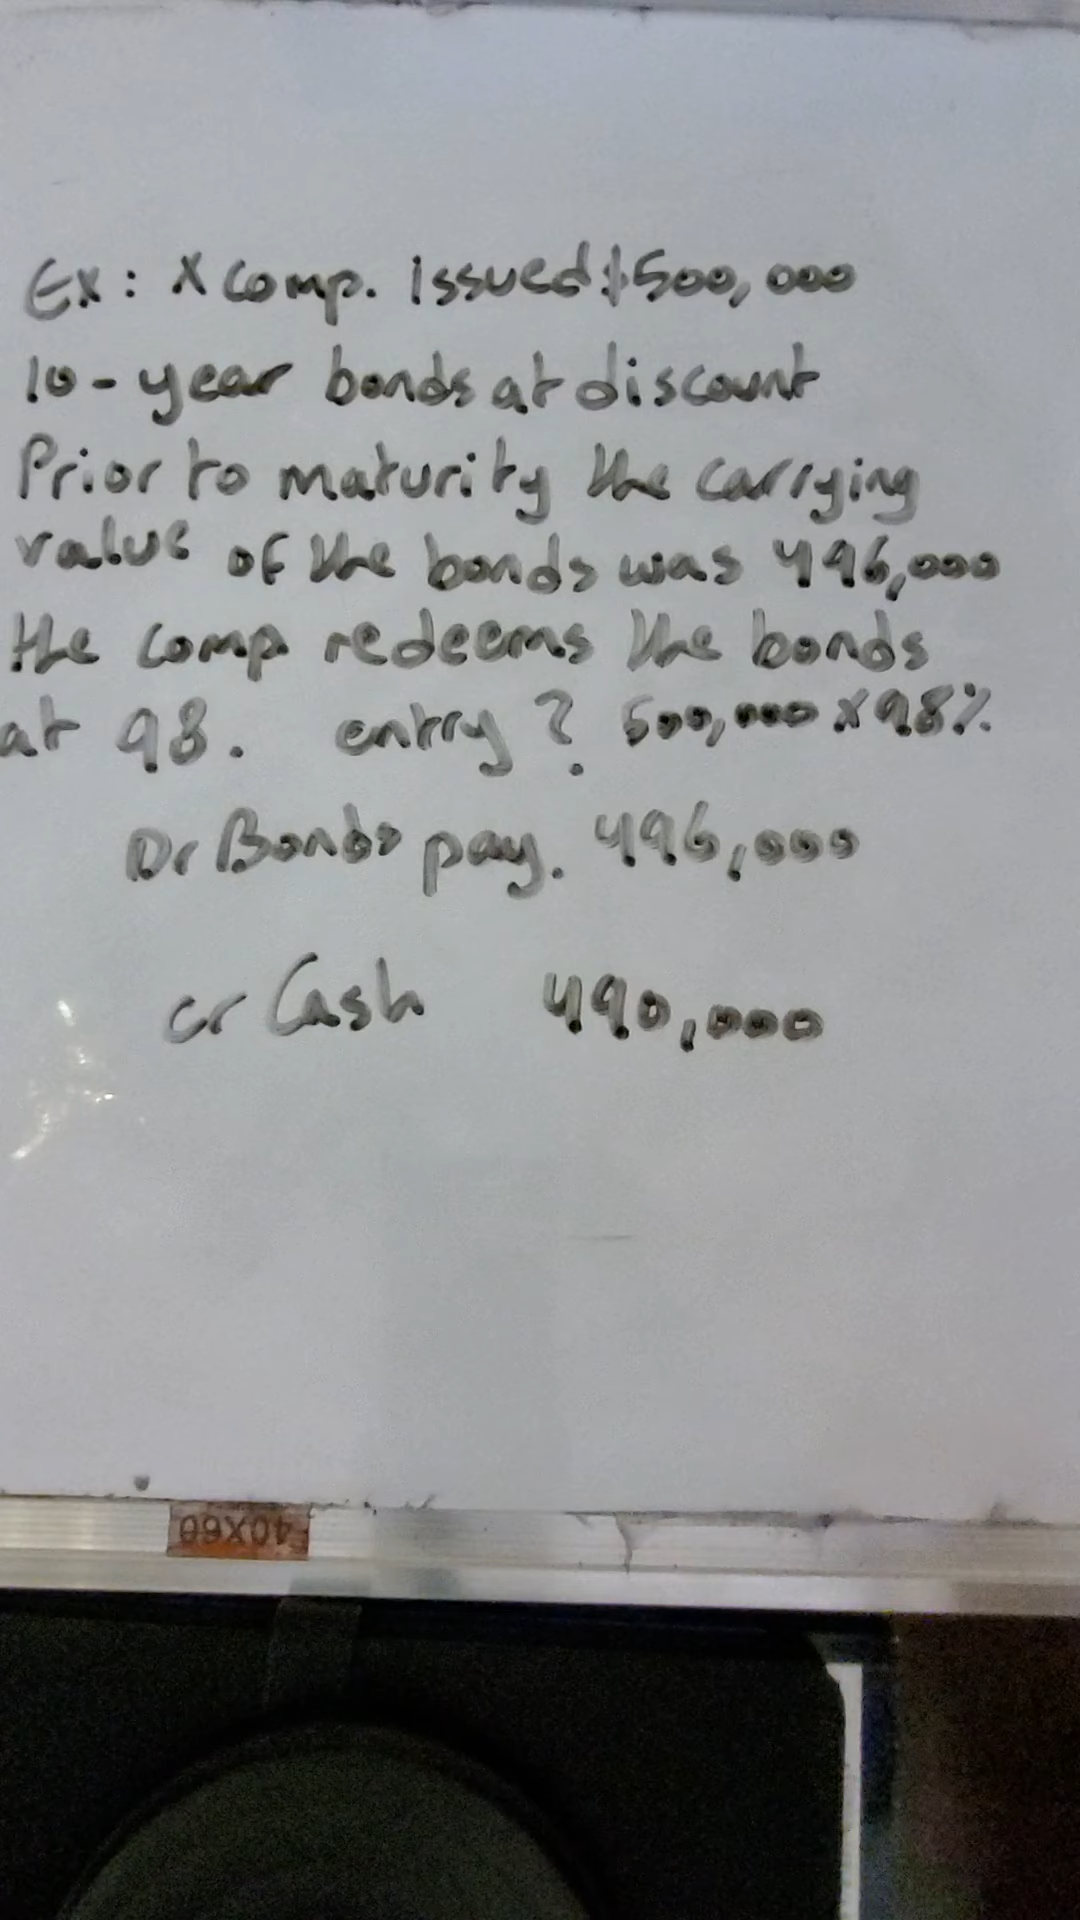 Ex: X Comp. issued $500,000
10-year bonds at discount
Prior to maturity the carrying
value of the bonds was 496,000
the comp. redeems the bonds
at 98. entry? 500,000 x 98%
Dr Bonds pay. 496,000
cr Cash 490,000
40X60